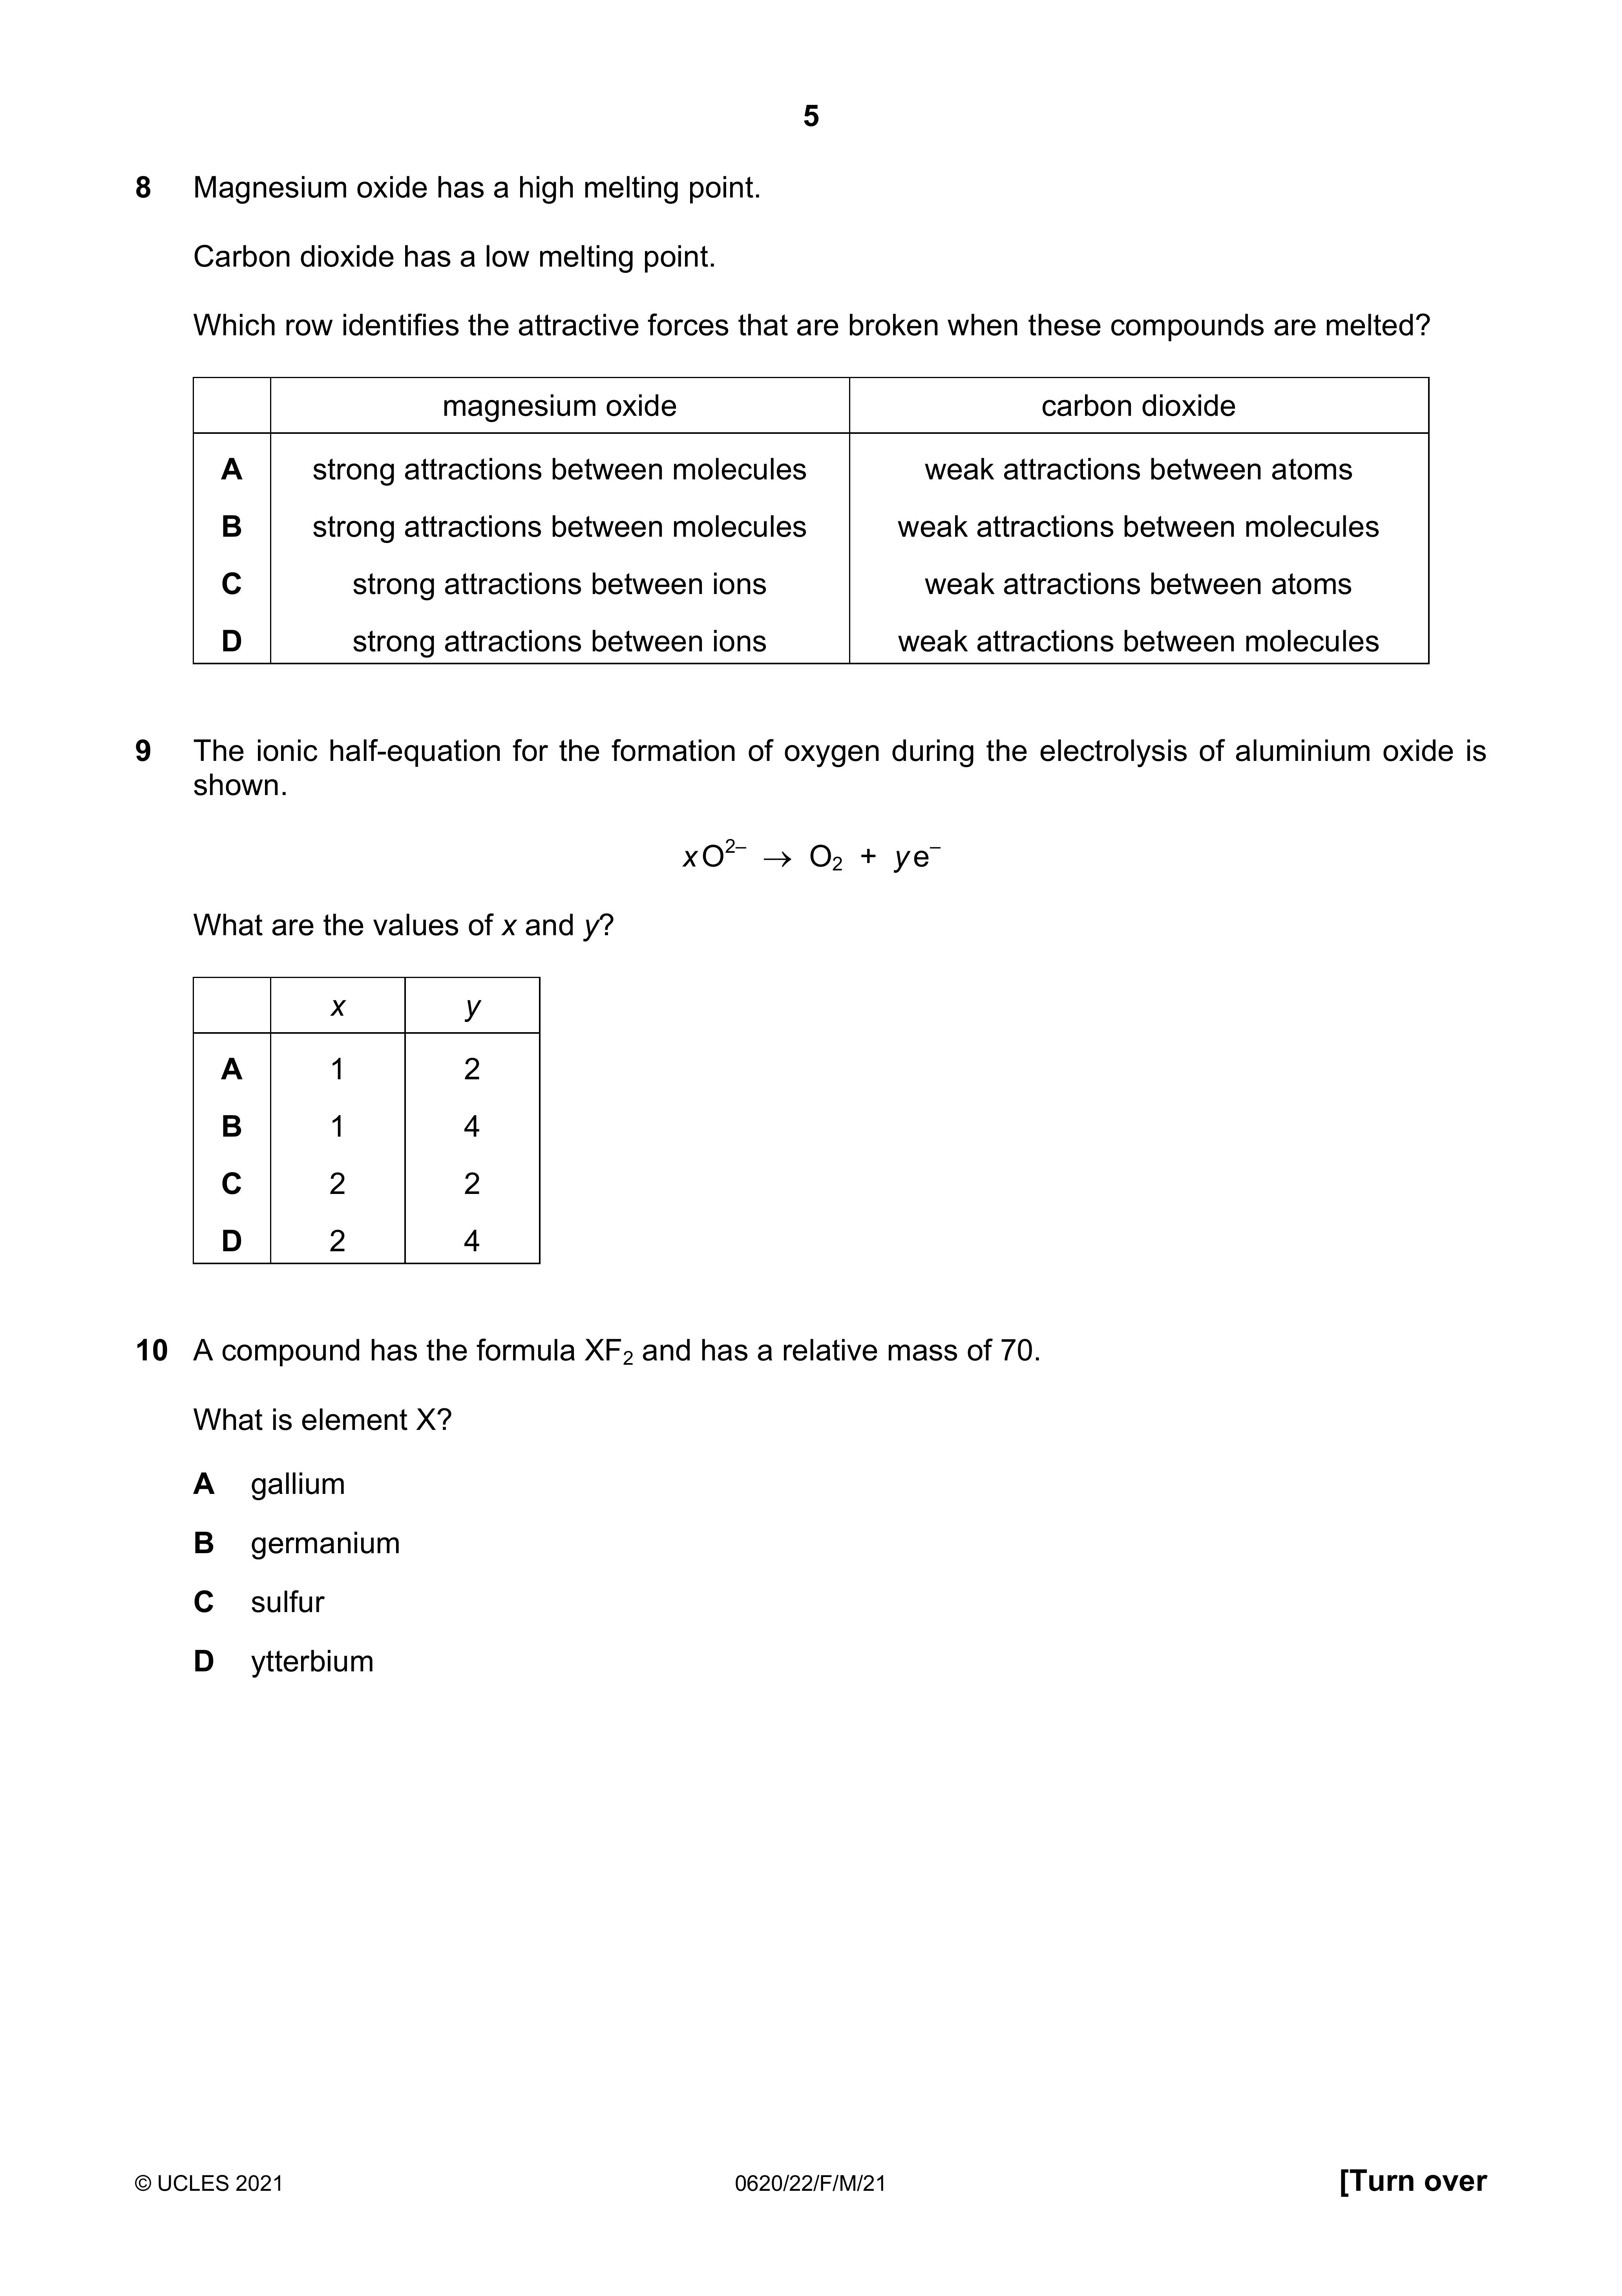 5
8 Magnesium oxide has a high melting point.
Carbon dioxide has a low melting point.
Which row identifies the attractive forces that are broken when these compounds are melted?
magnesium oxide carbon dioxide
A strong attractions between molecules weak attractions between atoms
B strong attractions between molecules weak attractions between molecules
C strong attractions between ions weak attractions between atoms
D strong attractions between ions weak attractions between molecules
9 The ionic half-equation for the formation of oxygen during the electrolysis of aluminium oxide is
shown.
xO²⁻ → O₂ + ye⁻
What are the values of x and y?
x y
A 1 2
B 1 4
C 2 2
D 2 4
10 A compound has the formula XF₂ and has a relative mass of 70.
What is element X?
A gallium
B germanium
C sulfur
D ytterbium
© UCLES 2021 0620/22/F/M/21 [Turn over